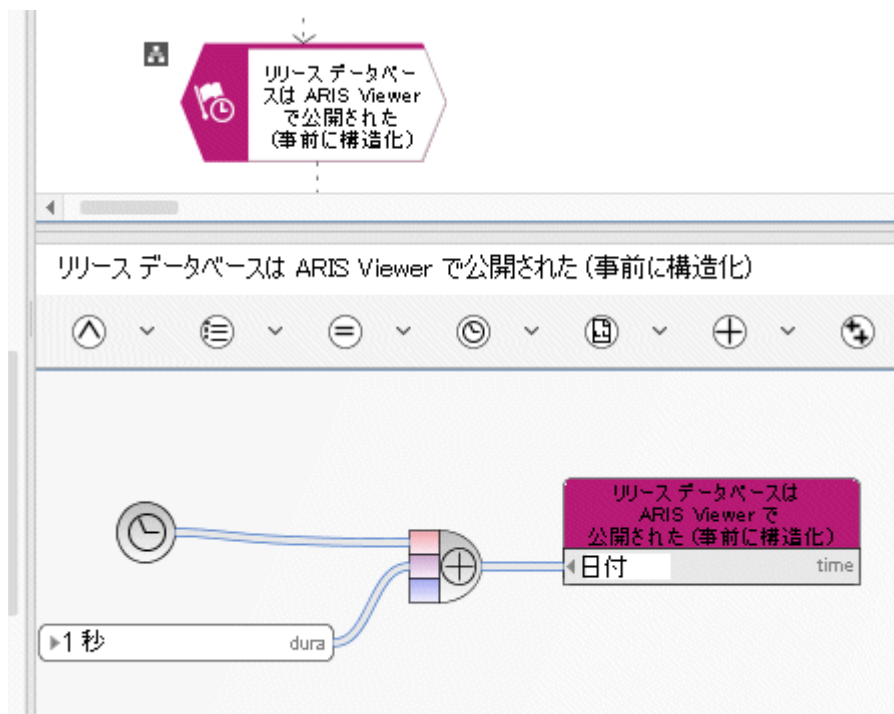 リリース データベー
スは ARIS Viewer
で公開された
(事前に構造化)
リリース データベースは ARIS Viewer で公開された (事前に構造化)
リリース データベースは
ARIS Viewer で
公開された (事前に構造化)
日付 time
1 秒 dura